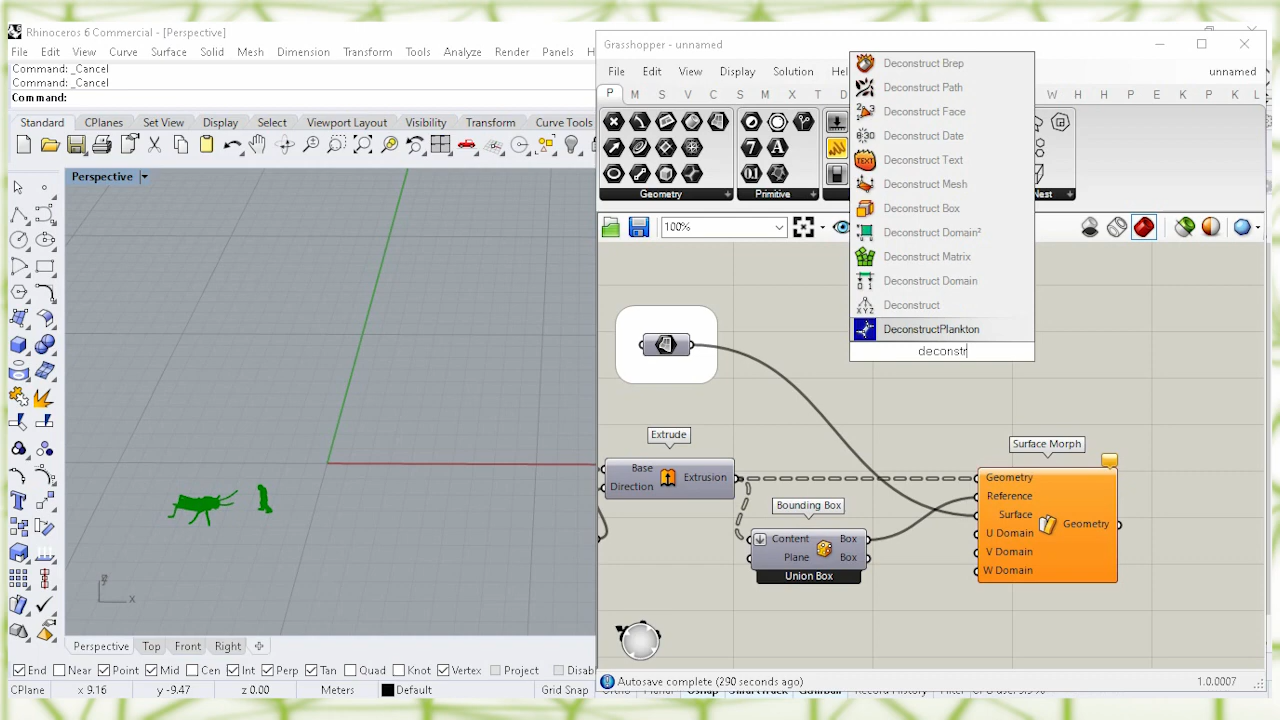 Rhinoceros 6 Commercial - [Perspective]
File Edit View Curve Surface Solid Mesh Dimension Transform Tools Analyze Render Panels H
Command: _Cancel
Command: _Cancel
Command:
Standard CPlanes Set View Display Select Viewport Layout Visibility Transform Curve Tools
Perspective
x
Perspective Top Front Right
End Near Point Mid Cen Int Perp Tan Quad Knot Vertex Project Disab
CPlane x 9.16 y -9.47 z 0.00 Meters Default Grid Snap
Grasshopper - unnamed
File Edit View Display Solution Hel unnamed
P M S V C S M X T D W H H P E K P K L
Geometry + Primitive + Nest +
100%
Deconstruct Brep
Deconstruct Path
Deconstruct Face
Deconstruct Date
Deconstruct Text
Deconstruct Mesh
Deconstruct Box
Deconstruct Domain²
Deconstruct Matrix
Deconstruct Domain
Deconstruct
DeconstructPlankton
deconstr
Extrude
Base
Direction
Extrusion
Bounding Box
Content Box
Plane Box
Union Box
Surface Morph
Geometry
Reference
Surface
U Domain
V Domain
W Domain
Geometry
Autosave complete (290 seconds ago) 1.0.0007